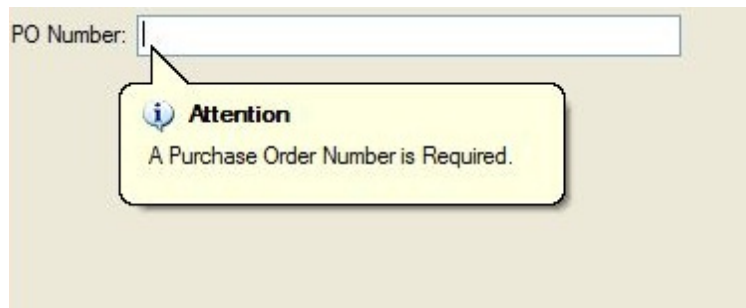 PO Number:
Attention
A Purchase Order Number is Required.